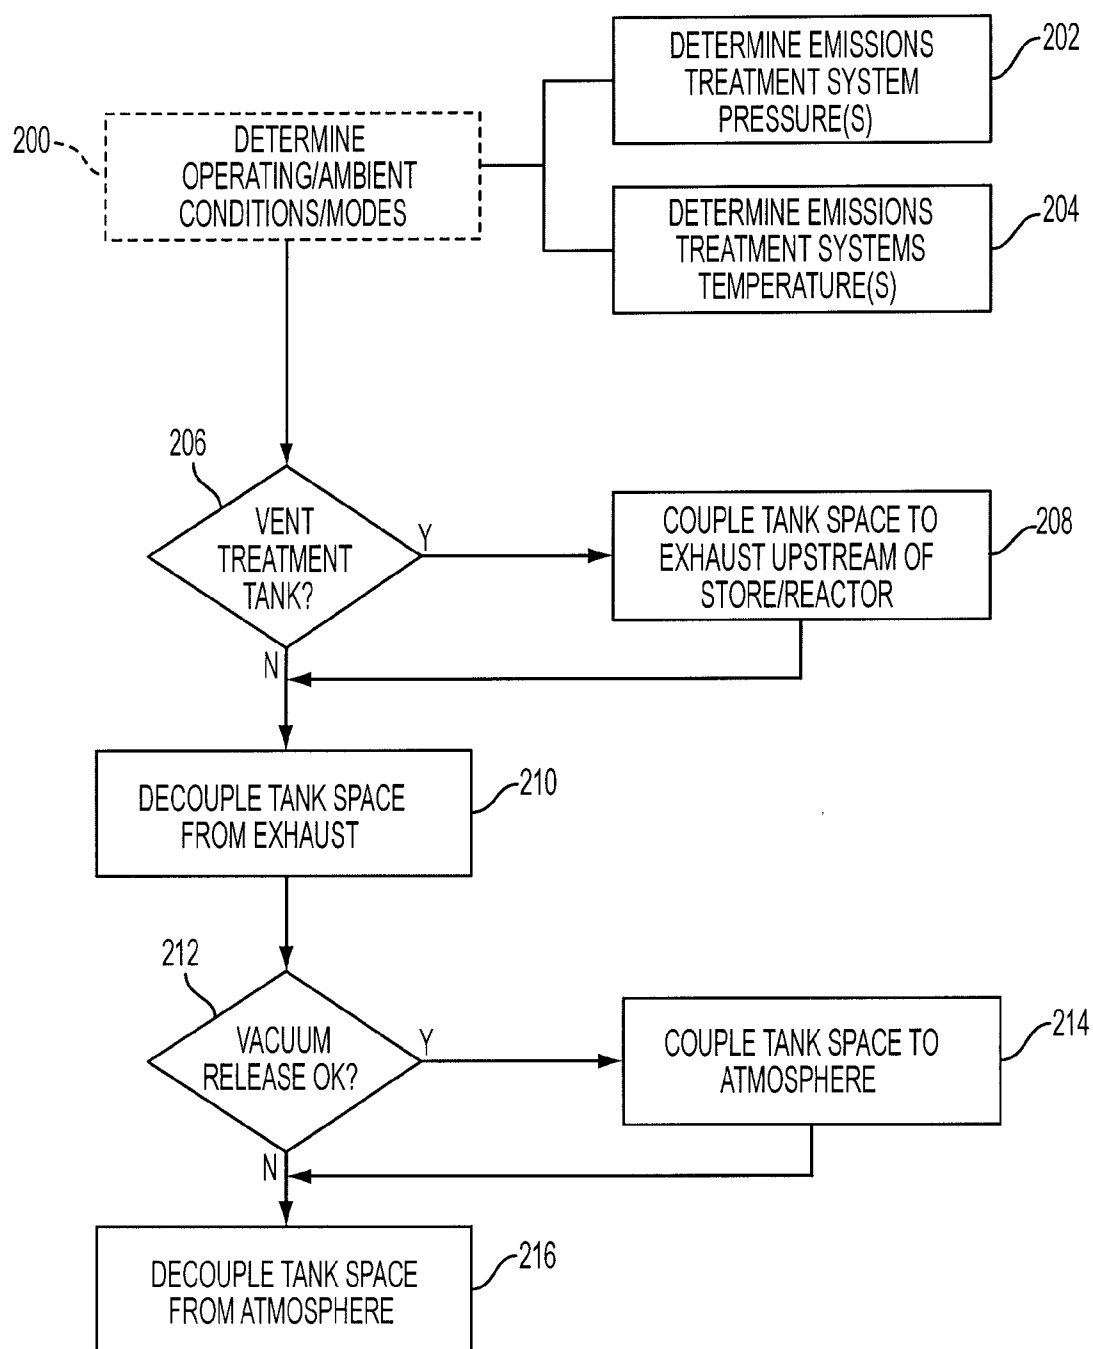 DETERMINE EMISSIONS
TREATMENT SYSTEM
PRESSURE(S)
202
200
DETERMINE
OPERATING/AMBIENT
CONDITIONS/MODES
DETERMINE EMISSIONS
TREATMENT SYSTEMS
TEMPERATURE(S)
204
206
VENT
TREATMENT
TANK?
Y
N
COUPLE TANK SPACE TO
EXHAUST UPSTREAM OF
STORE/REACTOR
208
DECOUPLE TANK SPACE
FROM EXHAUST
210
212
VACUUM
RELEASE OK?
Y
N
COUPLE TANK SPACE TO
ATMOSPHERE
214
DECOUPLE TANK SPACE
FROM ATMOSPHERE
216